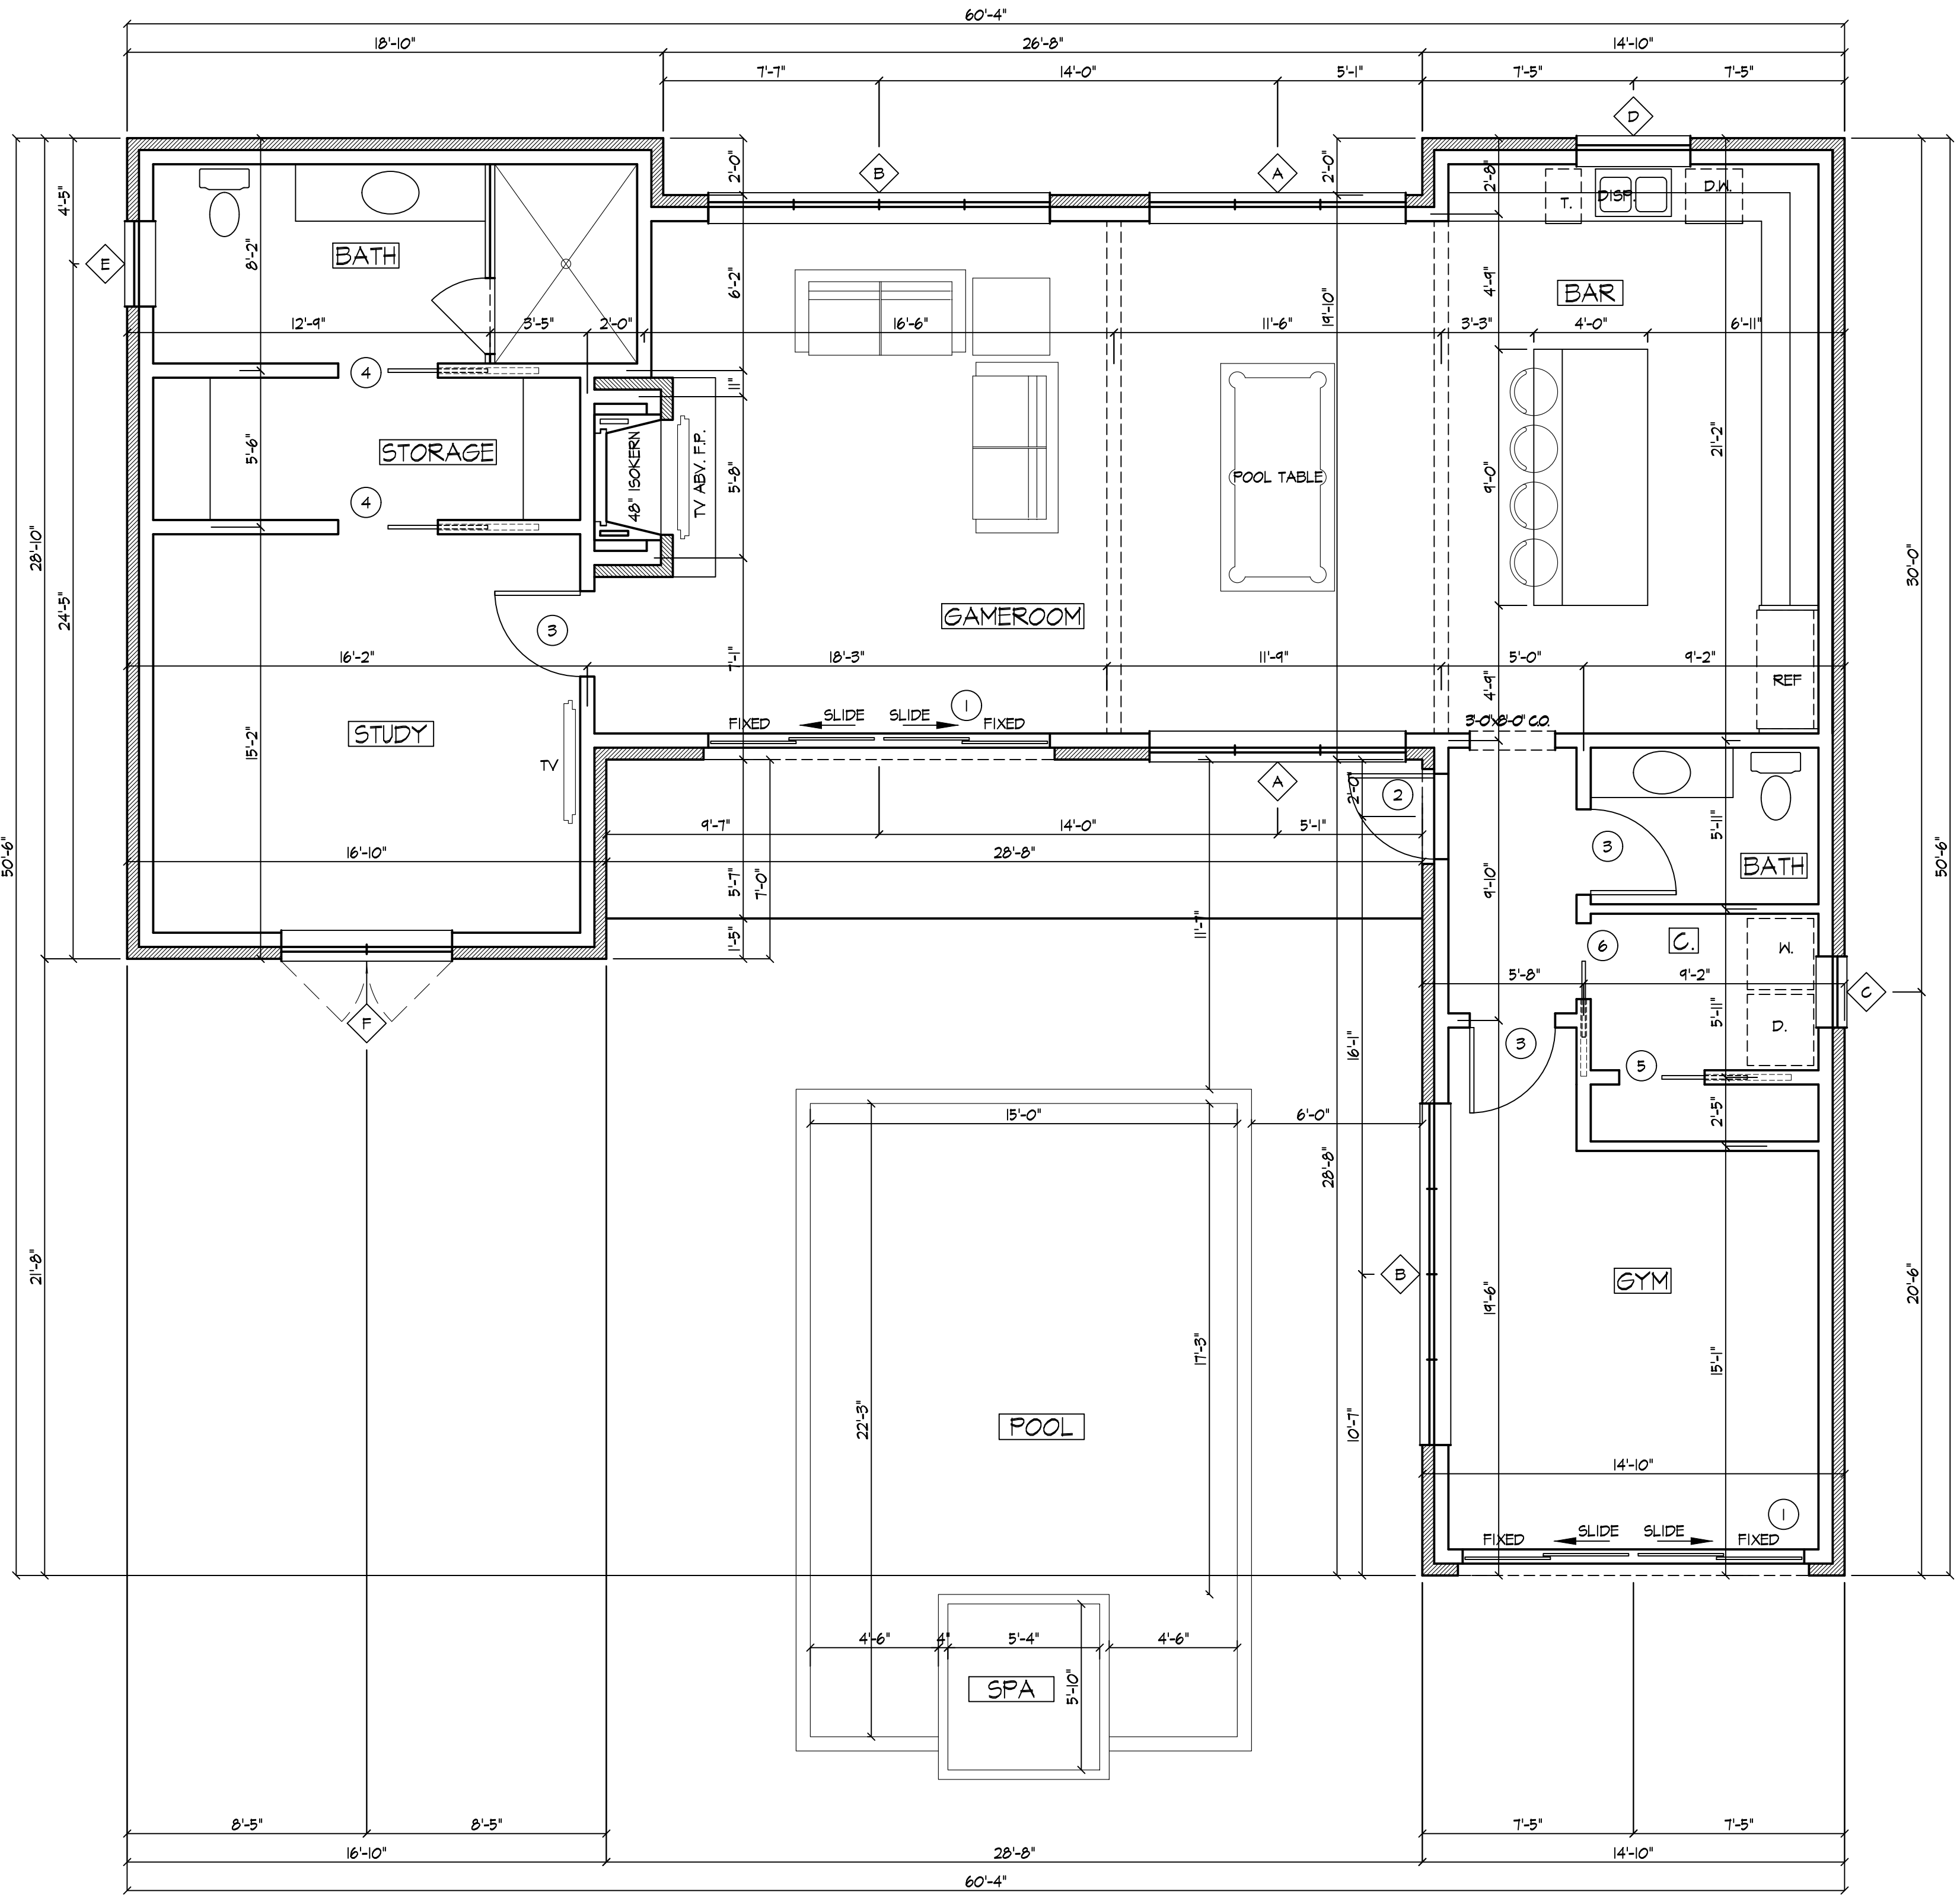 60'-4"
18'-10" 26'-8" 14'-10"
7'-7" 14'-0" 5'-1" 7'-5" 7'-5"
D
B A
E
C
F
4'-5"
24'-5"
28'-10"
50'-6"
21'-8"
8'-2"
2'-0"
2'-0"
2'-8"
T. DISP. D.W.
BATH
6'-2"
19'-10"
4'-9"
BAR
12'-9" 3'-5" 2'-0" 16'-6" 11'-6" 3'-3" 4'-0" 6'-11"
4
11"
STORAGE
5'-6"
48" ISOKERN
TV ABV. F.P.
5'-8"
POOL TABLE
9'-0"
21'-2"
4
30'-0"
50'-6"
20'-6"
3
GAMEROOM
16'-2" 7'-1" 18'-3" 11'-9" 5'-0" 9'-2"
4'-9"
REF
FIXED SLIDE SLIDE FIXED
1
3'-0"x8'-0" C.O.
STUDY
15'-2"
TV
A
2'-0"
2
9'-7" 14'-0" 5'-1"
16'-10" 28'-8"
5'-7"
7'-0"
1'-5"
11'-7"
9'-10"
3
5'-11"
BATH
6
C.
W.
5'-8" 9'-2"
5'-11"
D.
3
5
2'-5"
16'-1"
28'-8"
15'-0" 6'-0"
B
GYM
19'-6"
15'-1"
17'-3"
22'-3"
10'-7"
POOL
14'-10"
1
FIXED SLIDE SLIDE FIXED
4'-6" 4" 5'-4" 4'-6"
SPA
5'-10"
8'-5" 8'-5" 7'-5" 7'-5"
16'-10" 28'-8" 14'-10"
60'-4"